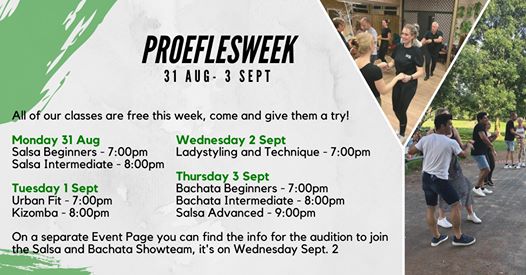 PROEFLESWEEK
31 AUG- 3 SEPT
All of our classes are free this week, come and give them a try!
Monday 31 Aug
Salsa Beginners - 7:00pm
Salsa Intermediate - 8:00pm
Tuesday 1 Sept
Urban Fit - 7:00pm
Kizomba - 8:00pm
Wednesday 2 Sept
Ladystyling and Technique - 7:00pm
Thursday 3 Sept
Bachata Beginners - 7:00pm
Bachata Intermediate - 8:00pm
Salsa Advanced - 9:00pm
On a separate Event Page you can find the info for the audition to join
the Salsa and Bachata Showteam, it's on Wednesday Sept. 2